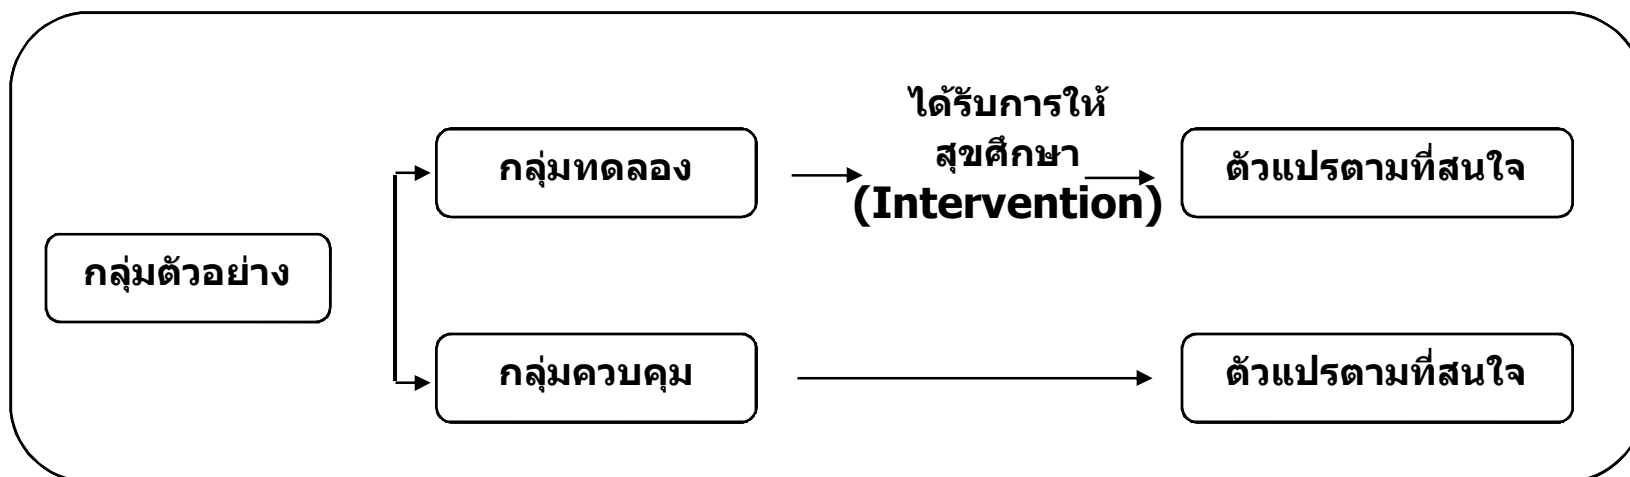 ได้รับการให้
สุขศึกษา
(Intervention)
กลุ่มทดลอง
ตัวแปรตามที่สนใจ
กลุ่มตัวอย่าง
กลุ่มควบคุม
ตัวแปรตามที่สนใจ